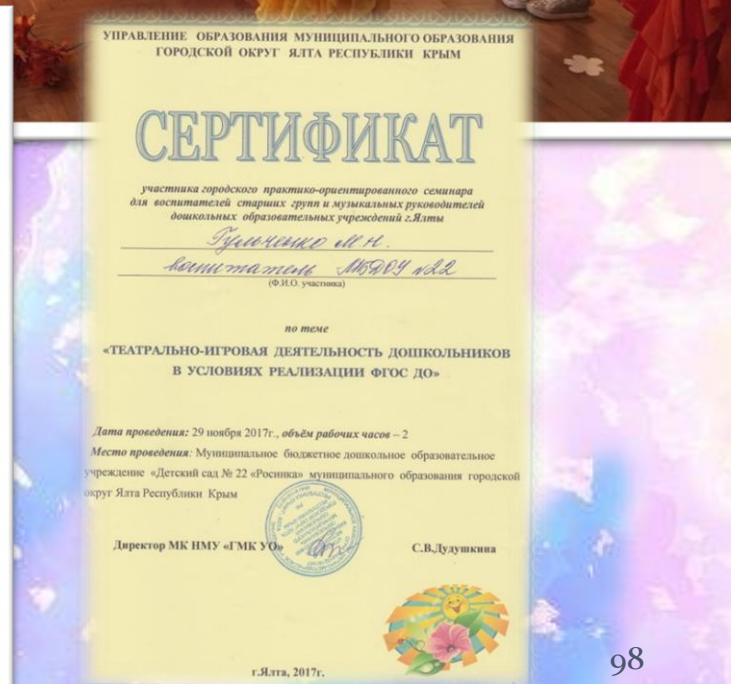 УПРАВЛЕНИЕ ОБРАЗОВАНИЯ МУНИЦИПАЛЬНОГО ОБРАЗОВАНИЯ
ГОРОДСКОЙ ОКРУГ ЯЛТА РЕСПУБЛИКИ КРЫМ
СЕРТИФИКАТ
участника городского практико-ориентированного семинара
для воспитателей старших групп и музыкальных руководителей
дошкольных образовательных учреждений г.Ялты
Гульченко М.Н.
воспитатель МБДОУ №22
(Ф.И.О. участника)
по теме
«ТЕАТРАЛЬНО-ИГРОВАЯ ДЕЯТЕЛЬНОСТЬ ДОШКОЛЬНИКОВ
В УСЛОВИЯХ РЕАЛИЗАЦИИ ФГОС ДО»
Дата проведения: 29 ноября 2017г., объём рабочих часов – 2
Место проведения: Муниципальное бюджетное дошкольное образовательное
учреждение «Детский сад № 22 «Росинка» муниципального образования городской
округ Ялта Республики Крым
Директор МК НМУ «ГМК УО»
С.В.Дудушкина
г.Ялта, 2017г.
98